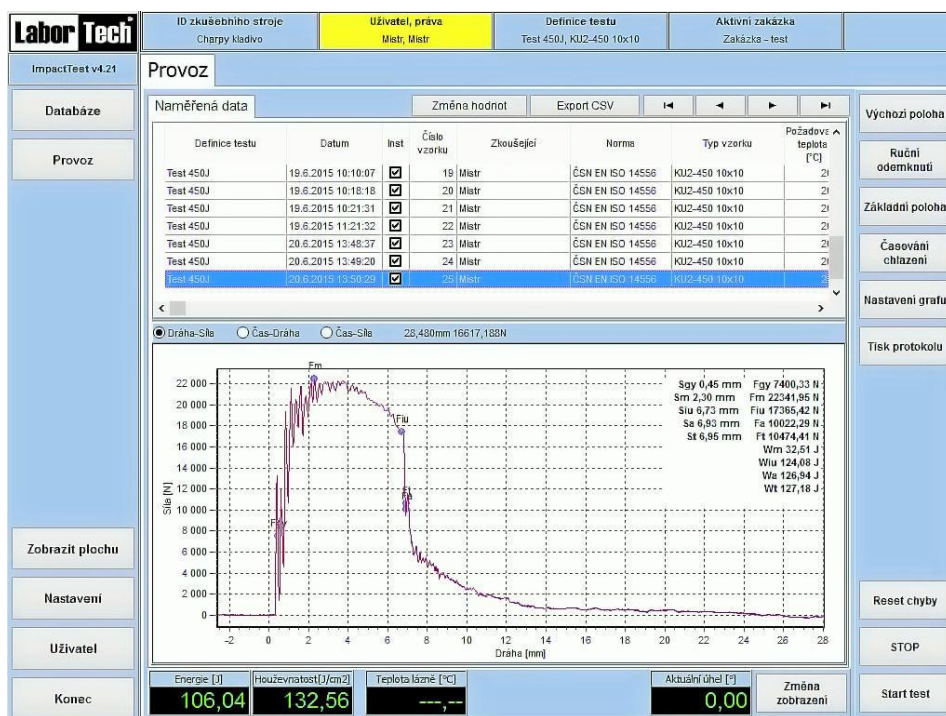 Labor Tech
ID zkušebního stroje
Charpy kladivo
Uživatel, práva
Mistr, Mistr
Definice testu
Test 450J, KU2-450 10x10
Aktivní zakázka
Zakázka - test
ImpactTest v4.21
Provoz
Databáze
Provoz
Zobrazit plochu
Nastavení
Uživatel
Konec
Naměřená data
Změna hodnot
Export CSV
Definice testu Datum Inst Číslo vzorku Zkoušející Norma Typ vzorku Požadova teplota [°C]
Test 450J 19.6.2015 10:10:07 19 Mistr ČSN EN ISO 14556 KU2-450 10x10
Test 450J 19.6.2015 10:18:18 20 Mistr ČSN EN ISO 14556 KU2-450 10x10
Test 450J 19.6.2015 10:21:31 21 Mistr ČSN EN ISO 14556 KU2-450 10x10
Test 450J 19.6.2015 11:21:32 22 Mistr ČSN EN ISO 14556 KU2-450 10x10
Test 450J 20.6.2015 13:48:37 23 Mistr ČSN EN ISO 14556 KU2-450 10x10
Test 450J 20.6.2015 13:49:20 24 Mistr ČSN EN ISO 14556 KU2-450 10x10
Test 450J 20.6.2015 13:50:29 25 Mistr ČSN EN ISO 14556 KU2-450 10x10
Dráha-Síla Čas-Dráha Čas-Síla 28,480mm 16617,188N
Fm
Fiu
Síla [N]
22 000
20 000
18 000
16 000
14 000
12 000
10 000
8 000
6 000
4 000
2 000
0
-2 0 2 4 6 8 10 12 14 16 18 20 22 24 26 28
Dráha [mm]
Sgy 0,45 mm Fgy 7400,33 N
Sm 2,30 mm Fm 22341,95 N
Siu 6,73 mm Fiu 17365,42 N
Sa 6,93 mm Fa 10022,29 N
St 6,95 mm Ft 10474,41 N
Wm 32,51 J
Wiu 124,08 J
Wa 126,94 J
Wt 127,18 J
Energie [J]
106,04
Houževnatost[J/cm2]
132,56
Teplota lázně [°C]
---,--
Aktuální úhel [°]
0,00
Změna
zobrazení
Výchozí poloha
Ruční
odemknutí
Základní poloha
Časování
chlazení
Nastavení grafu
Tisk protokolu
Reset chyby
STOP
Start test